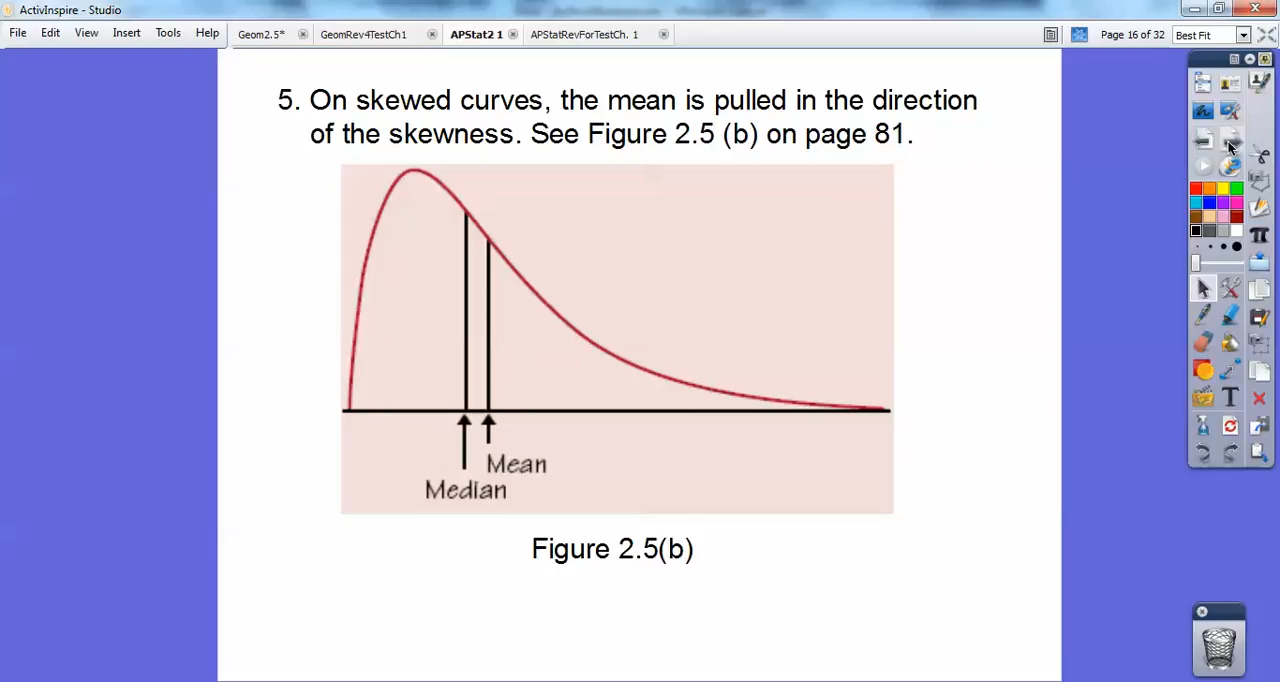 ActivInspire - Studio
File Edit View Insert Tools Help
Geom2.5* GeomRev4TestCh1 APStat2 1 APStatRevForTestCh. 1
Page 16 of 32 Best Fit
5. On skewed curves, the mean is pulled in the direction
of the skewness. See Figure 2.5 (b) on page 81.
Mean
Median
Figure 2.5(b)